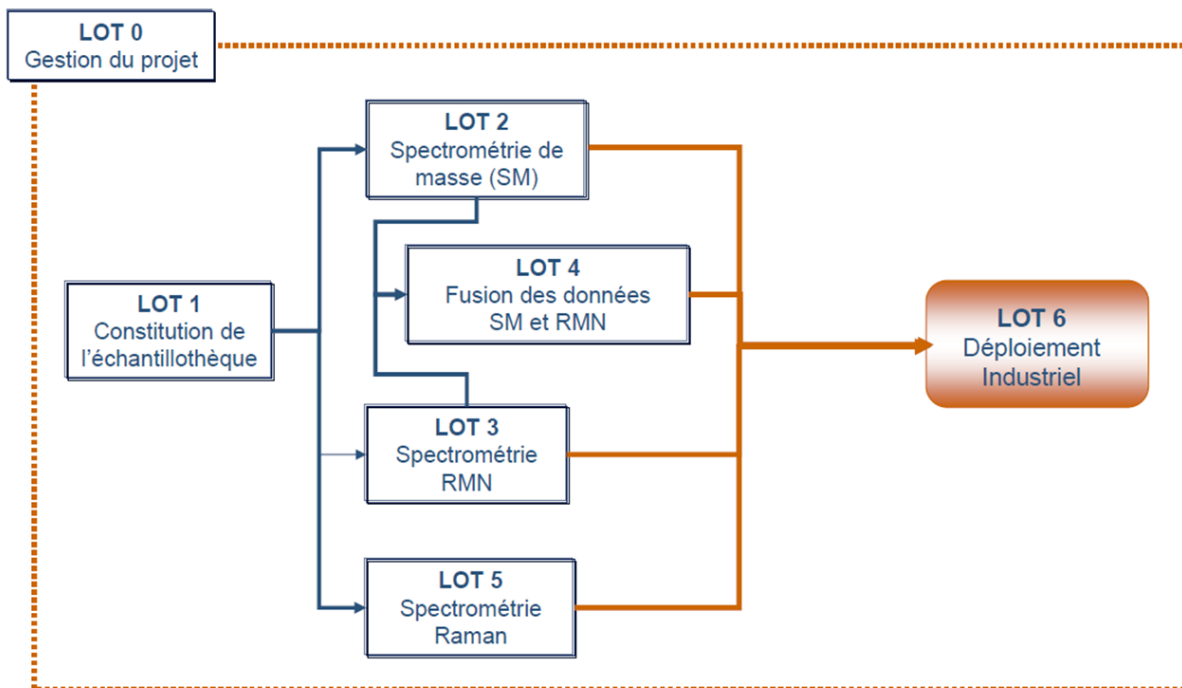 LOT 0
Gestion du projet
LOT 2
Spectrométrie de
masse (SM)
LOT 4
Fusion des données
SM et RMN
LOT 1
Constitution de
l'échantillothèque
LOT 6
Déploiement
Industriel
LOT 3
Spectrométrie
RMN
LOT 5
Spectrométrie
Raman